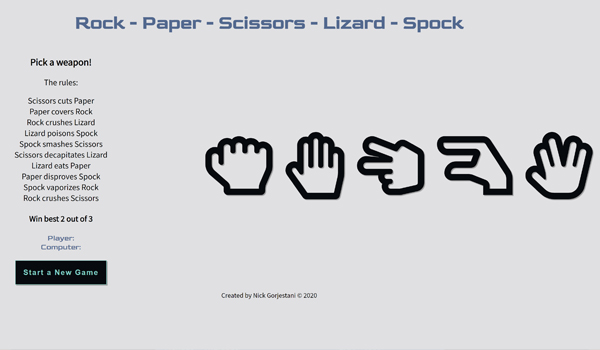 Rock - Paper - Scissors - Lizard - Spock
Pick a weapon!
The rules:
Scissors cuts Paper
Paper covers Rock
Rock crushes Lizard
Lizard poisons Spock
Spock smashes Scissors
Scissors decapitates Lizard
Lizard eats Paper
Paper disproves Spock
Spock vaporizes Rock
Rock crushes Scissors
Win best 2 out of 3
Player:
Computer:
Start a New Game
Created by Nick Gorjestani © 2020